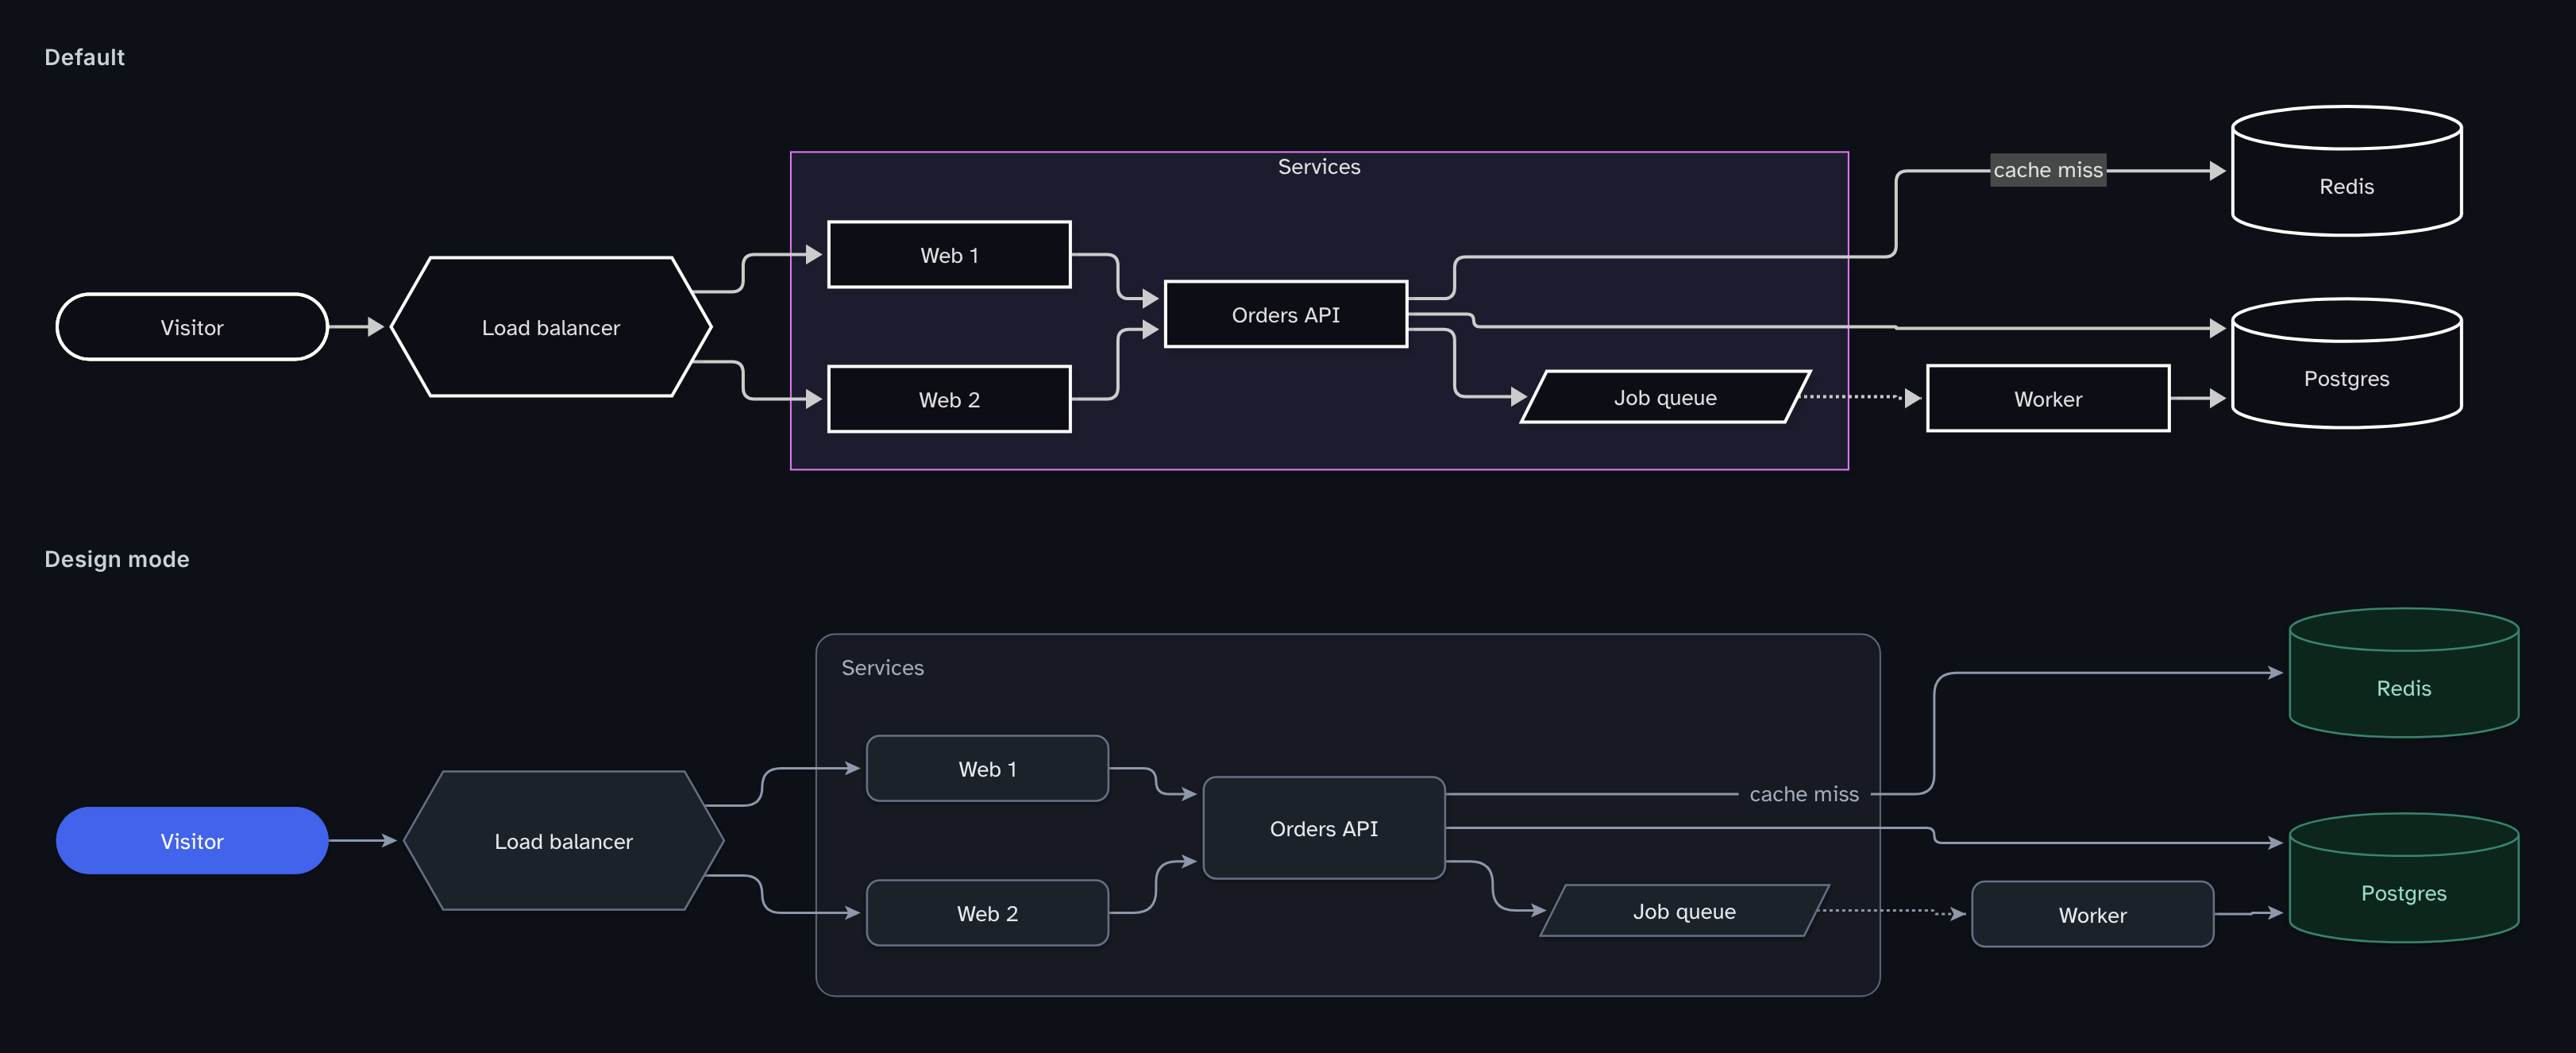 Default
Services
cache miss
Redis
Web 1
Visitor
Load balancer
Orders API
Postgres
Web 2
Job queue
Worker
Design mode
Services
Redis
Web 1
cache miss
Visitor
Load balancer
Orders API
Postgres
Web 2
Job queue
Worker